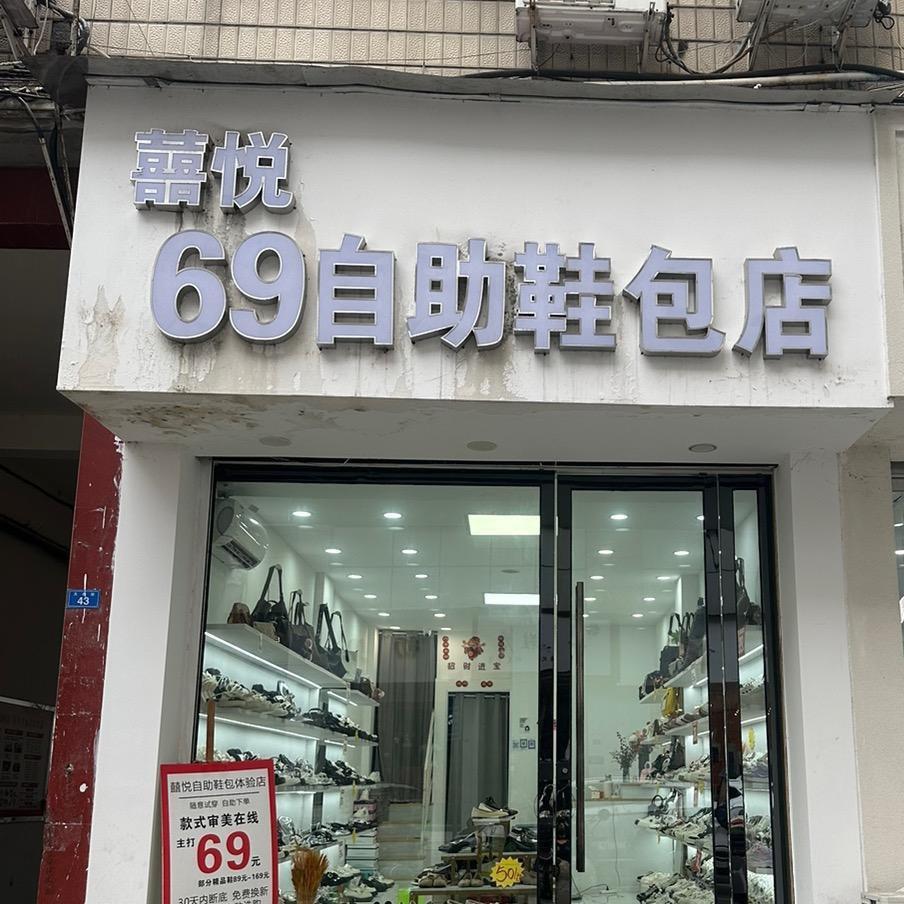 囍悦
69自助鞋包店
43
招财进宝
囍悦自助鞋包体验店
随意试穿 自助下单
款式审美在线
主打69元
部分精品鞋89元-169元
30天内断底 免费换新
50元